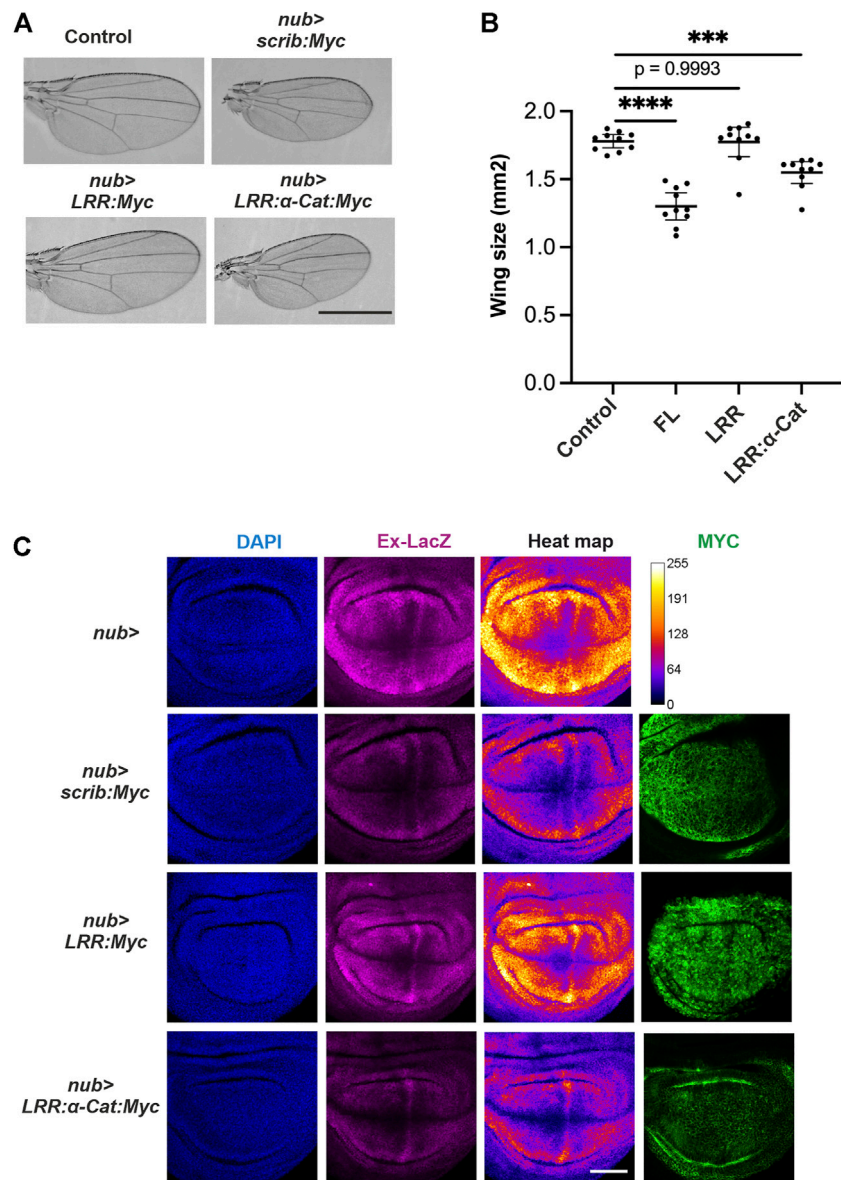 A
Control
nub>
scrib:Myc
nub>
LRR:Myc
nub>
LRR:α-Cat:Myc
B
***
p = 0.9993
****
Wing size (mm2)
2.0
1.5
1.0
0.5
0.0
Control
FL
LRR
LRR:α-Cat
C
DAPI
Ex-LacZ
Heat map
MYC
nub>
255
191
128
64
0
nub>
scrib:Myc
nub>
LRR:Myc
nub>
LRR:α-Cat:Myc